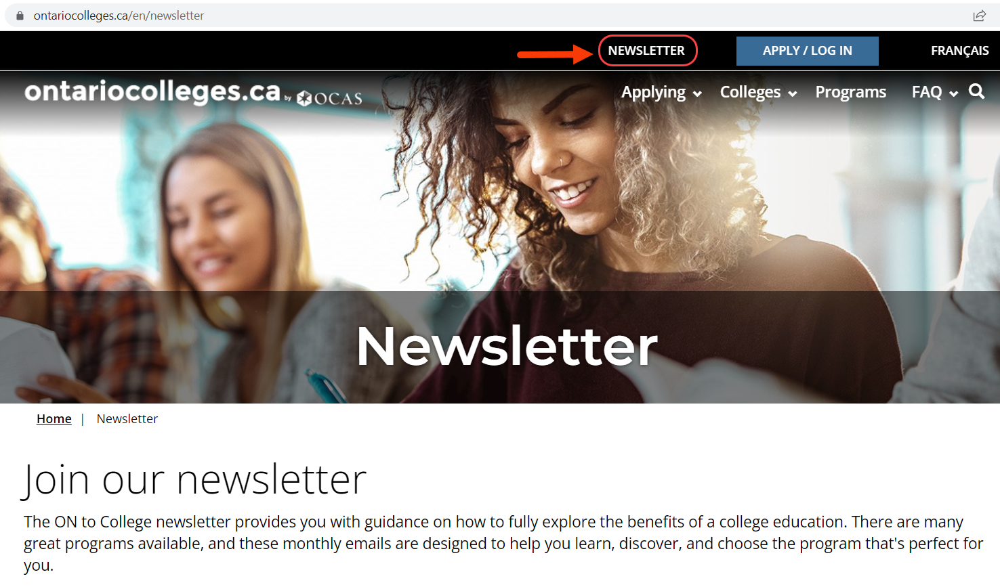 ontariocolleges.ca/en/newsletter
NEWSLETTER
APPLY / LOG IN
FRANÇAIS
ontariocolleges.ca by OCAS
Applying
Colleges
Programs
FAQ
Newsletter
Home | Newsletter
Join our newsletter
The ON to College newsletter provides you with guidance on how to fully explore the benefits of a college education. There are many
great programs available, and these monthly emails are designed to help you learn, discover, and choose the program that's perfect for
you.